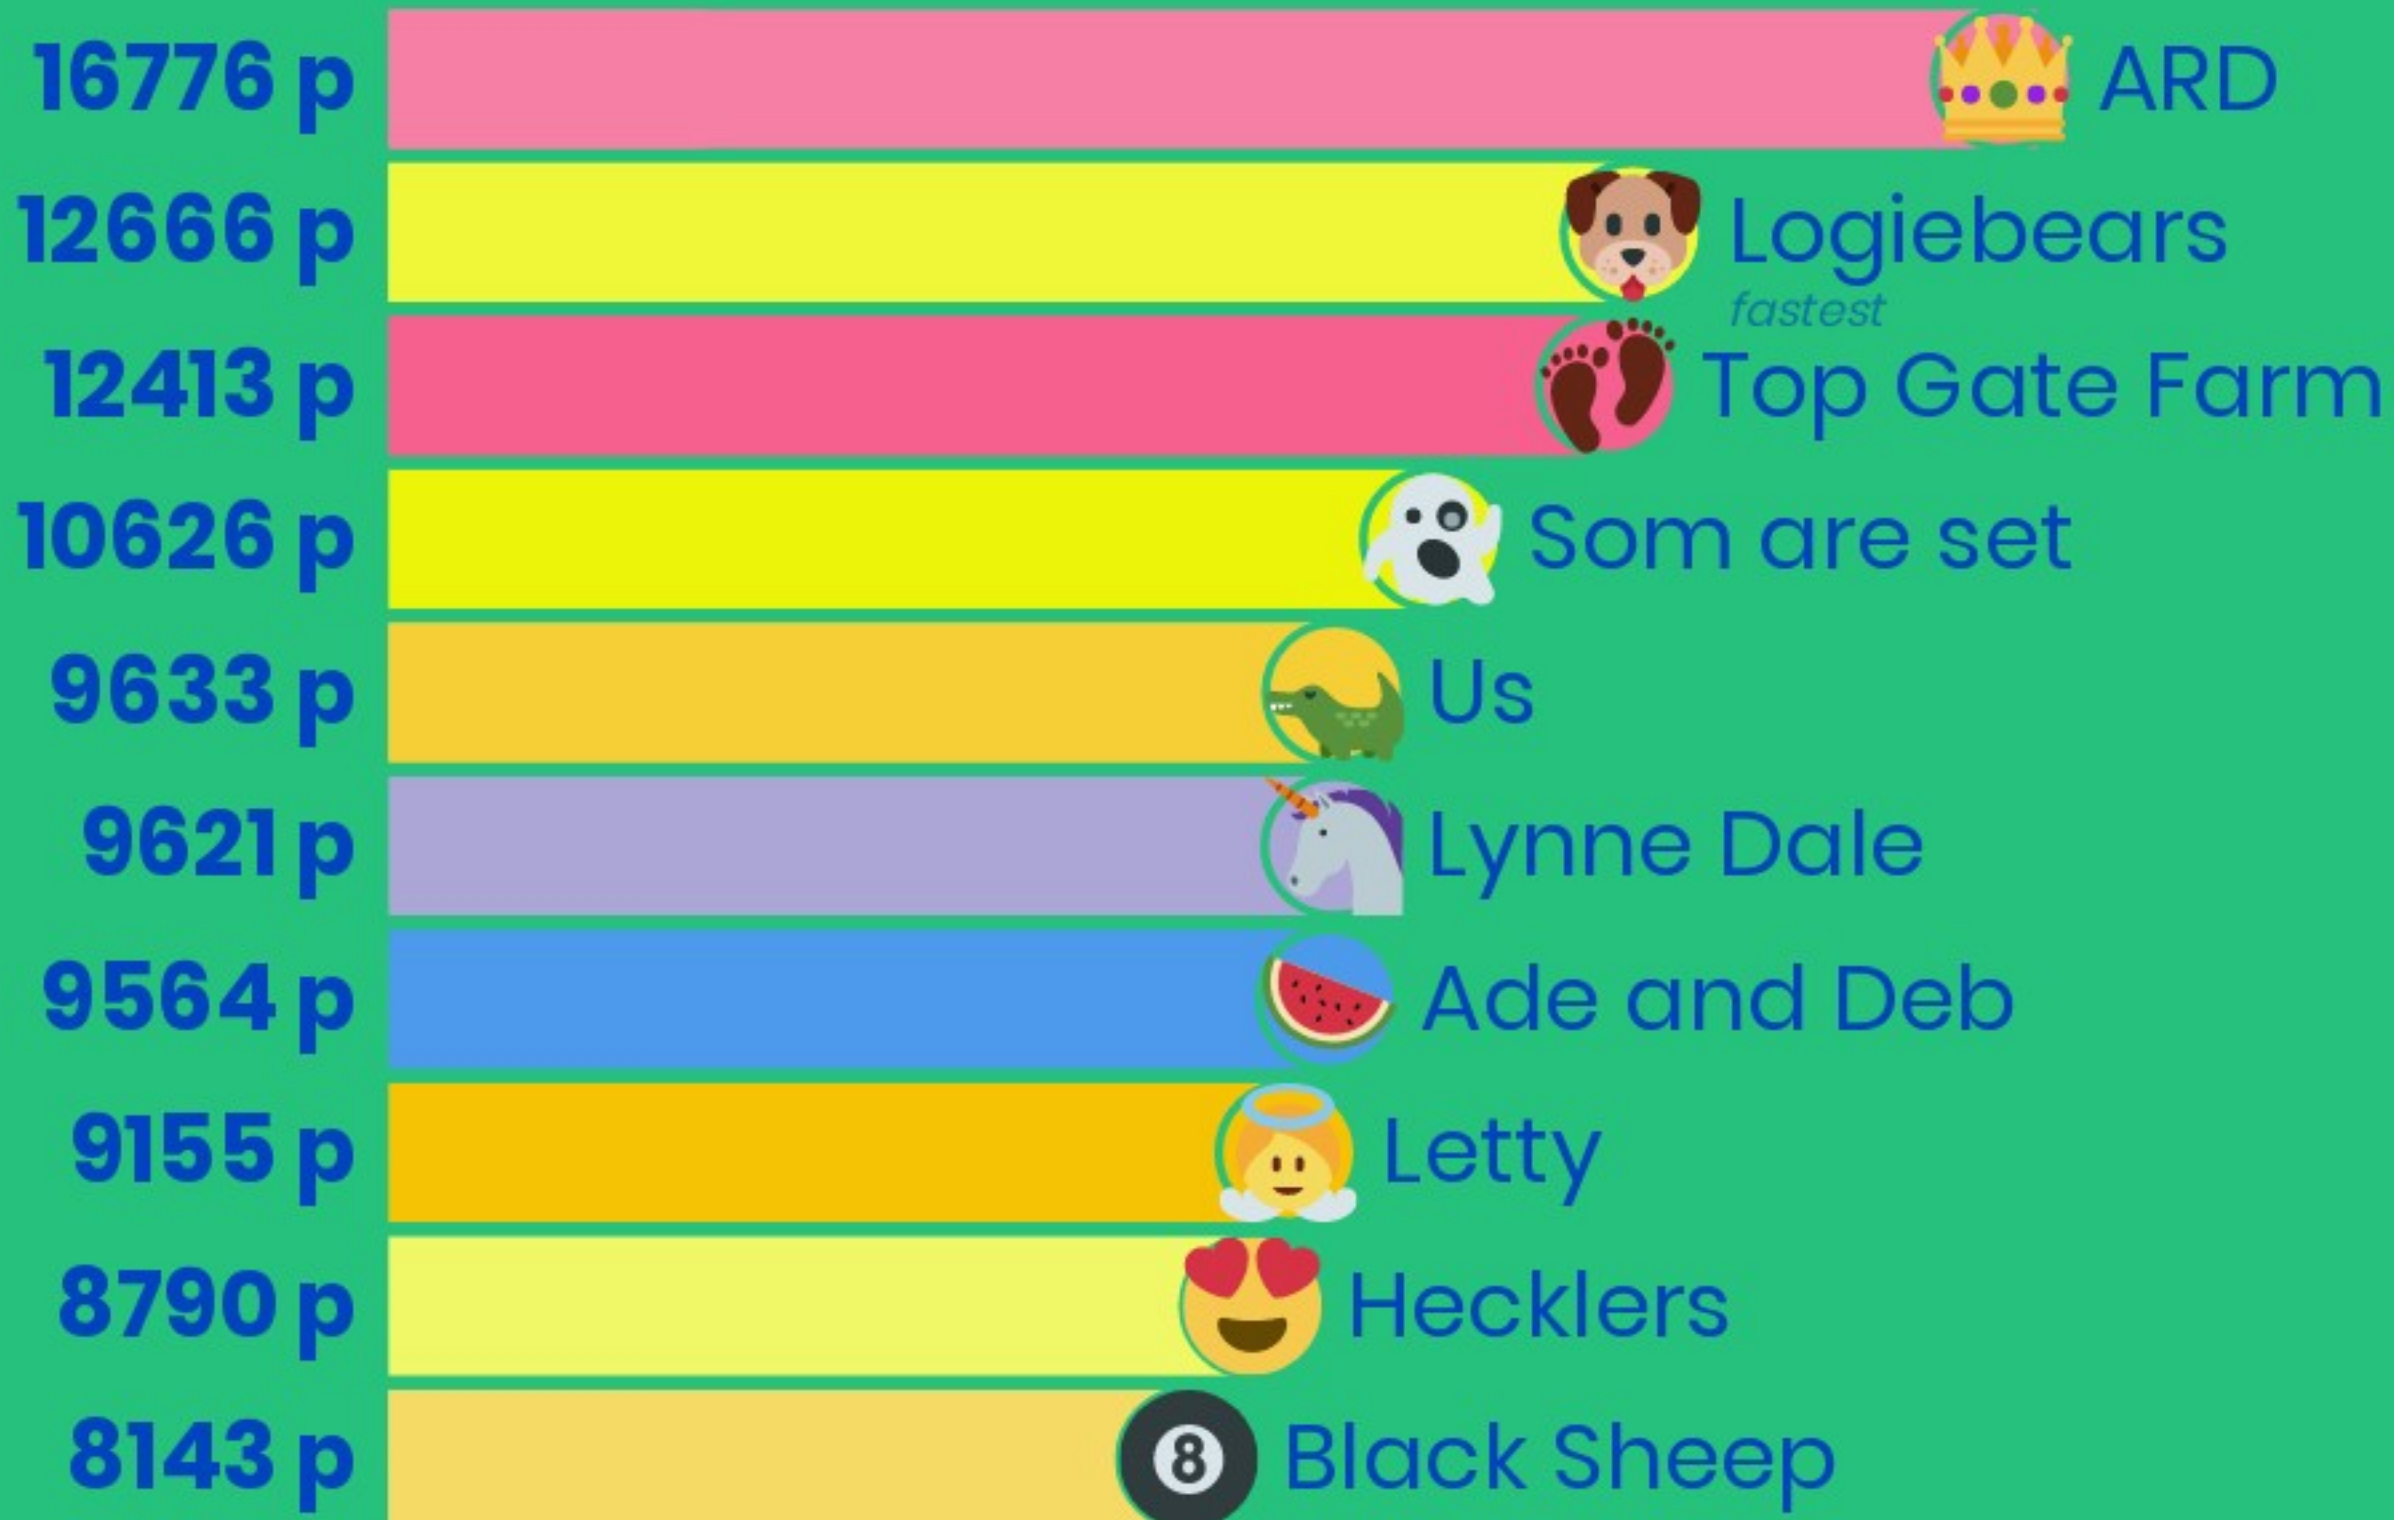 16776 p ARD
12666 p Logiebears
fastest
12413 p Top Gate Farm
10626 p Som are set
9633 p Us
9621 p Lynne Dale
9564 p Ade and Deb
9155 p Letty
8790 p Hecklers
8143 p 8 Black Sheep